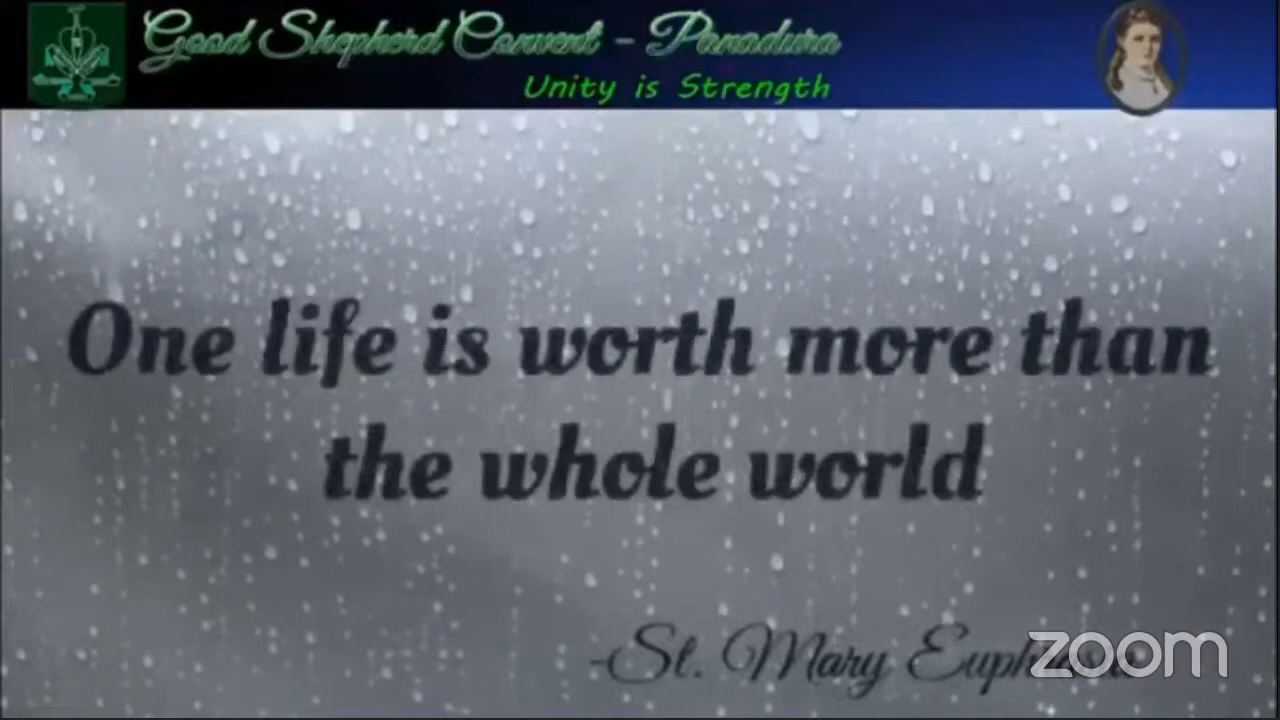 Good Shepherd Convent - Panadura
Unity is Strength
One life is worth more than
the whole world
-St. Mary
zoom